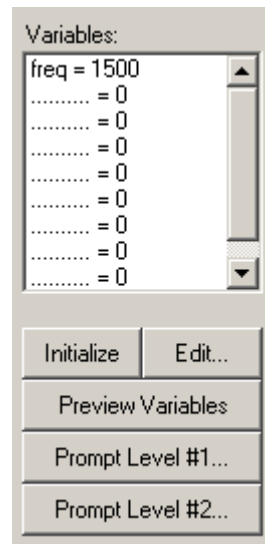 Variables:
freq = 1500
.......... = 0
.......... = 0
.......... = 0
.......... = 0
.......... = 0
.......... = 0
.......... = 0
.......... = 0
Initialize Edit...
Preview Variables
Prompt Level #1...
Prompt Level #2...